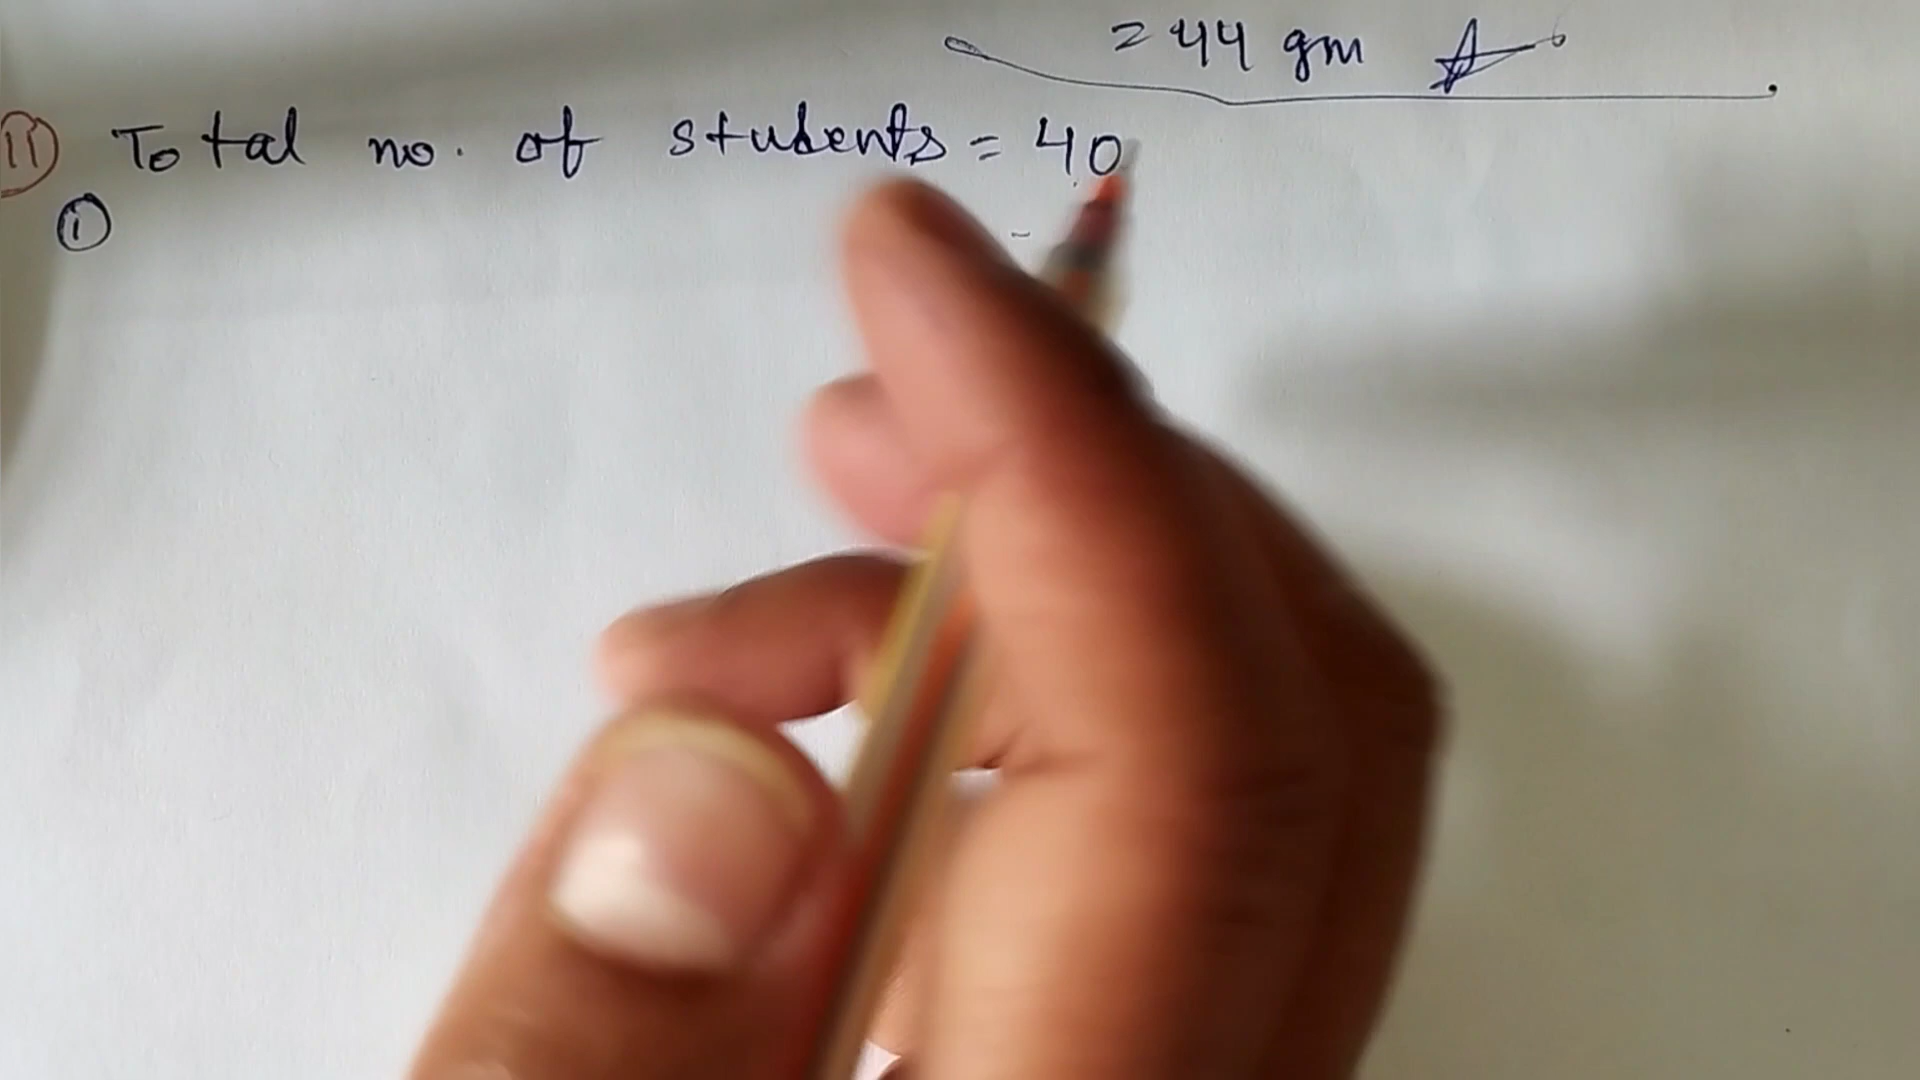 = 44 gm
11 Total no. of students = 40
1